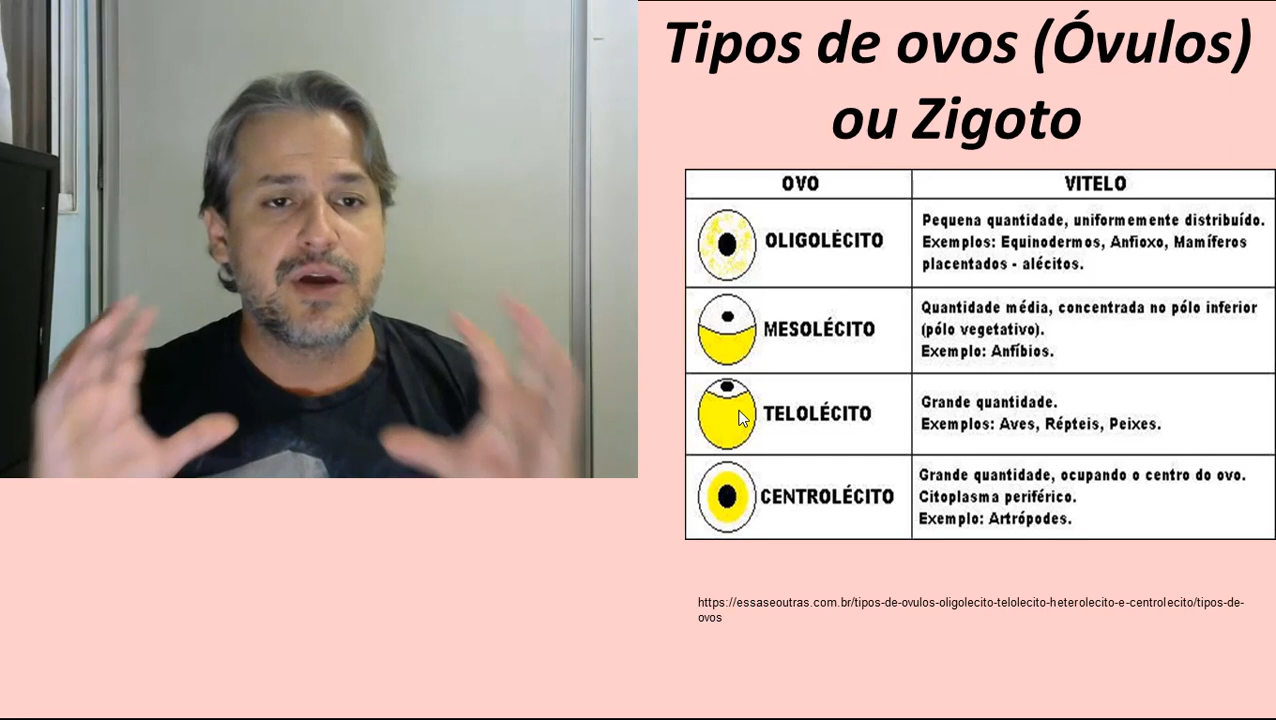 Tipos de ovos (Óvulos)
ou Zigoto
OVO
VITELO
OLIGOLÉCITO
Pequena quantidade, uniformemente distribuído.
Exemplos: Equinodermos, Anfioxo, Mamíferos
placentados - alécitos.
MESOLÉCITO
Quantidade média, concentrada no pólo inferior
(pólo vegetativo).
Exemplo: Anfíbios.
TELOLÉCITO
Grande quantidade.
Exemplos: Aves, Répteis, Peixes.
CENTROLÉCITO
Grande quantidade, ocupando o centro do ovo.
Citoplasma periférico.
Exemplo: Artrópodes.
https://essaseoutras.com.br/tipos-de-ovulos-oligolecito-telolecito-heterolecito-e-centrolecito/tipos-de-
ovos